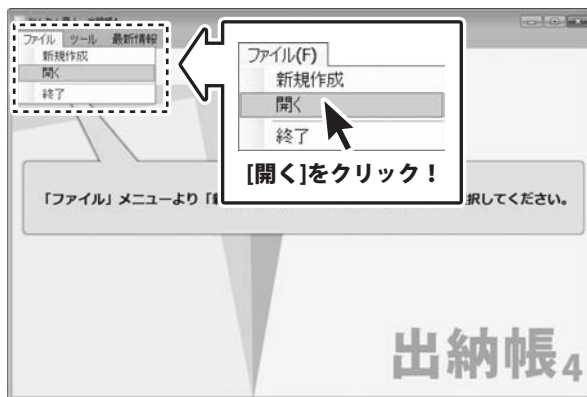 ファイル ツール 最新情報
新規作成
開く
終了
ファイル(F)
新規作成
開く
終了
[開く]をクリック！
「ファイル」メニューより「
択してください。
出納帳4